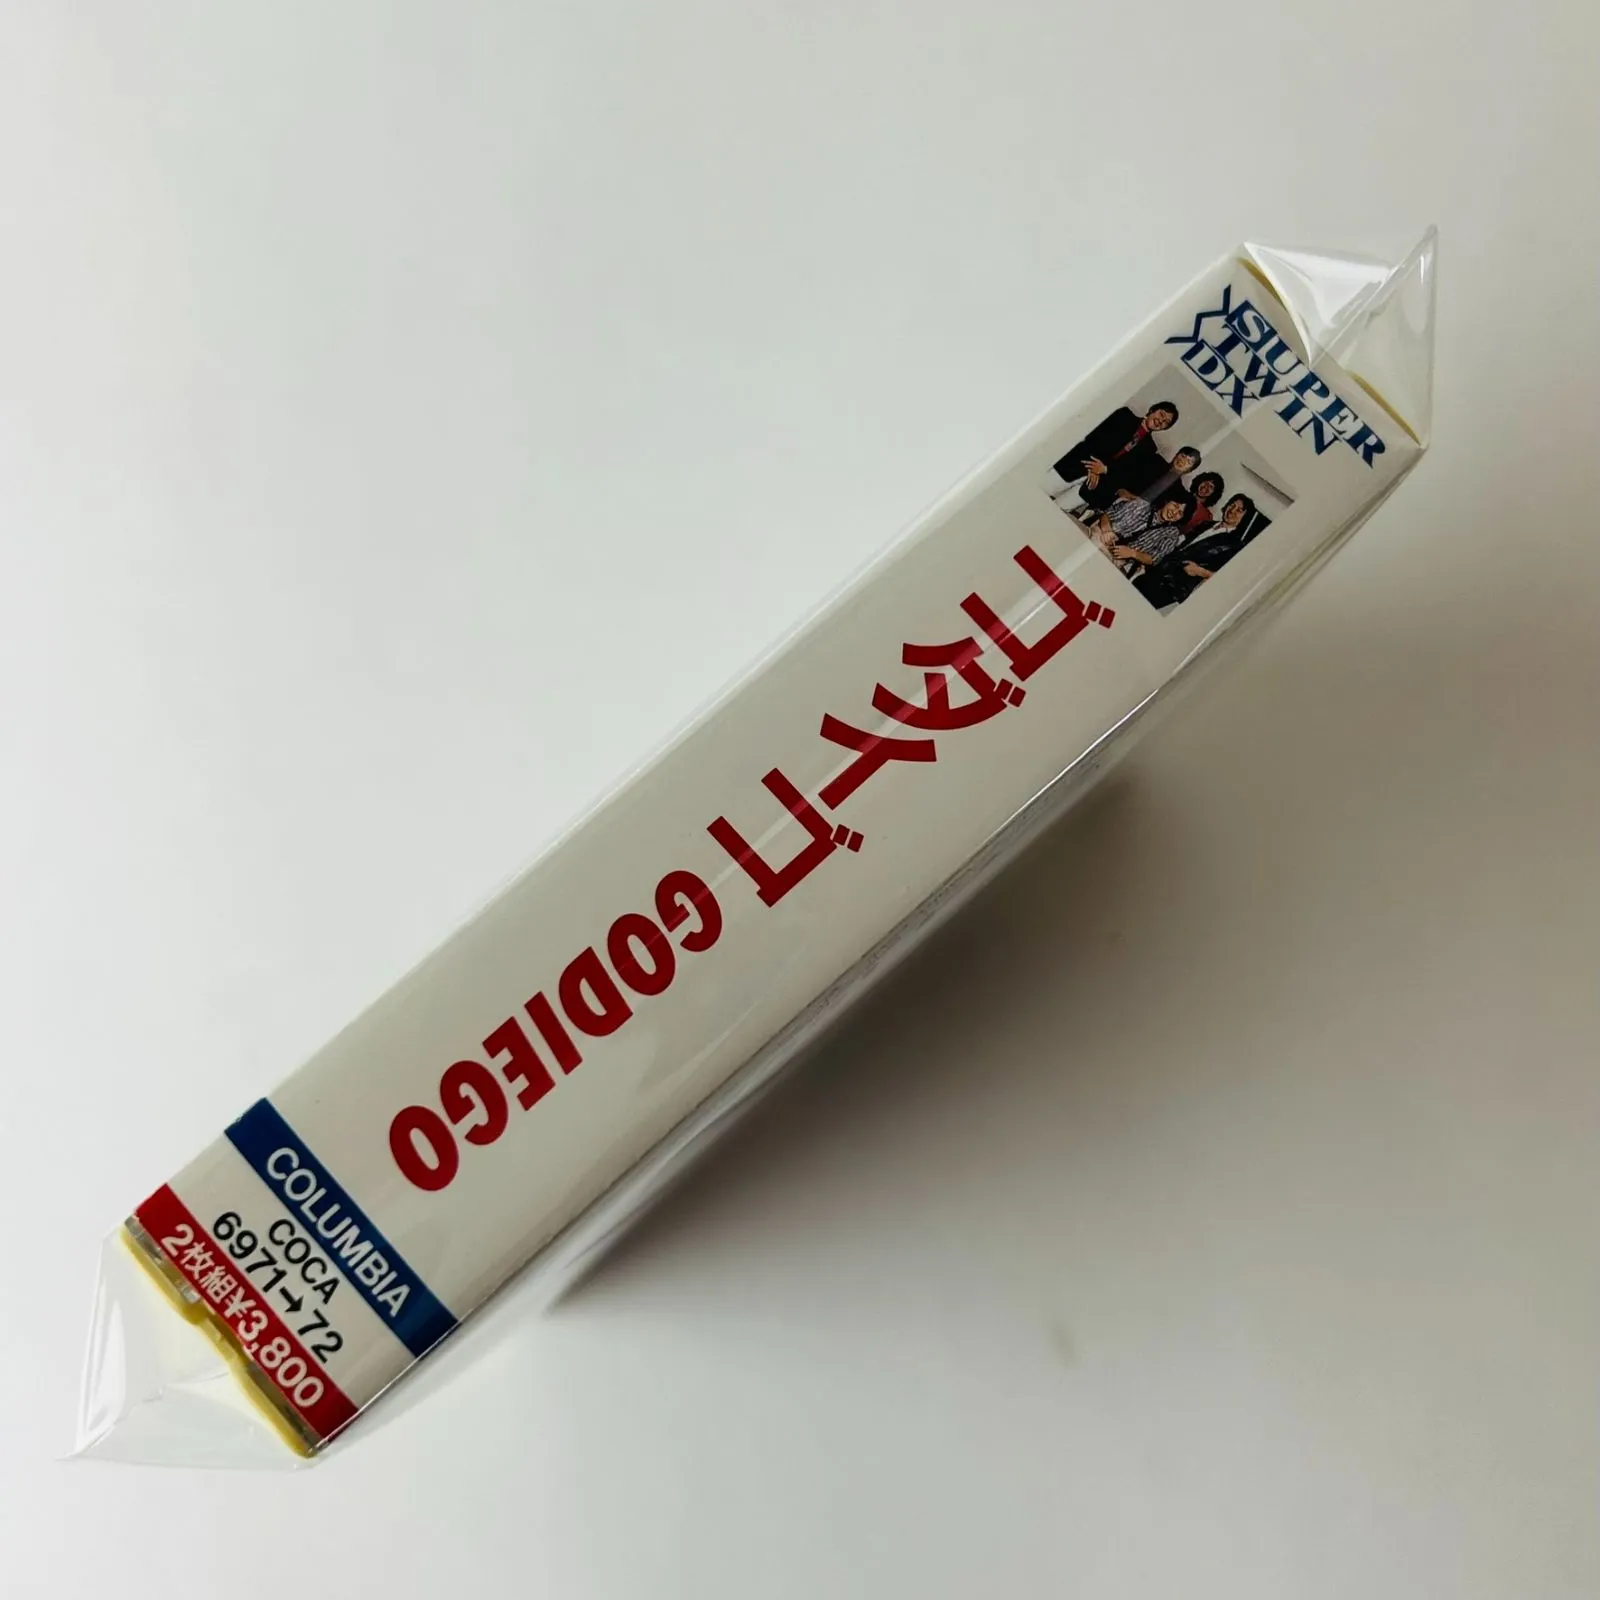 SUPER
TWIN
DX
ゴダイゴ GODIEGO
COLUMBIA
COCA
6971→72
2枚組¥3,800